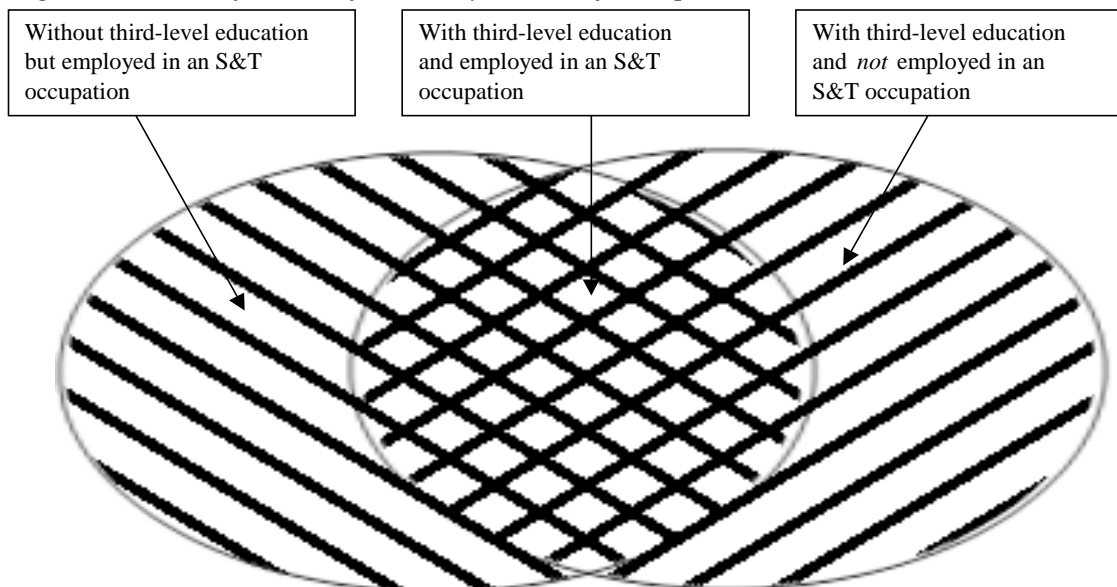 Without third-level education
but employed in an S&T
occupation
With third-level education
and employed in an S&T
occupation
With third-level education
and not employed in an
S&T occupation